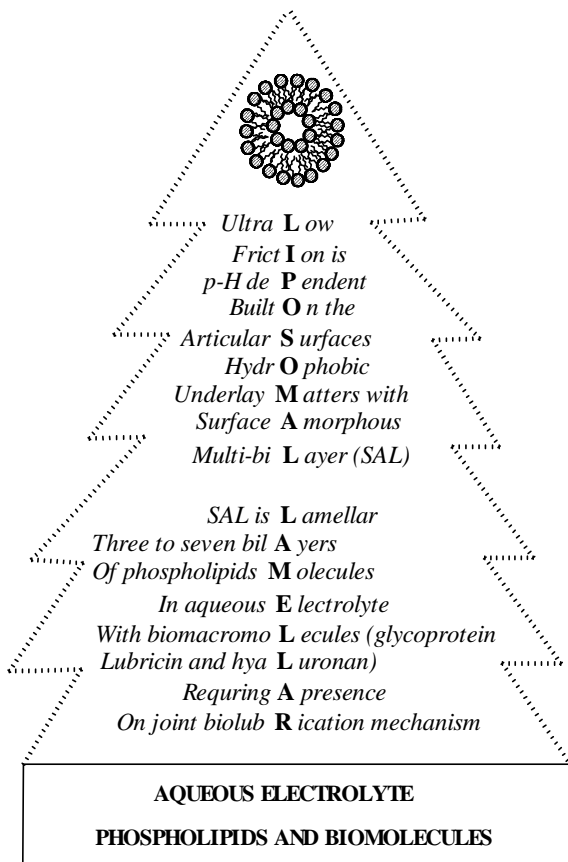 Ultra L ow
Frict I on is
p-H de P endent
Built O n the
Articular S urfaces
Hydr O phobic
Underlay M atters with
Surface A morphous
Multi-bi L ayer (SAL)
SAL is L amellar
Three to seven bil A yers
Of phospholipids M olecules
In aqueous E lectrolyte
With biomacromo L ecules (glycoprotein
Lubricin and hya L uronan)
Requring A presence
On joint biolub R ication mechanism
AQUEOUS ELECTROLYTE
PHOSPHOLIPIDS AND BIOMOLECULES